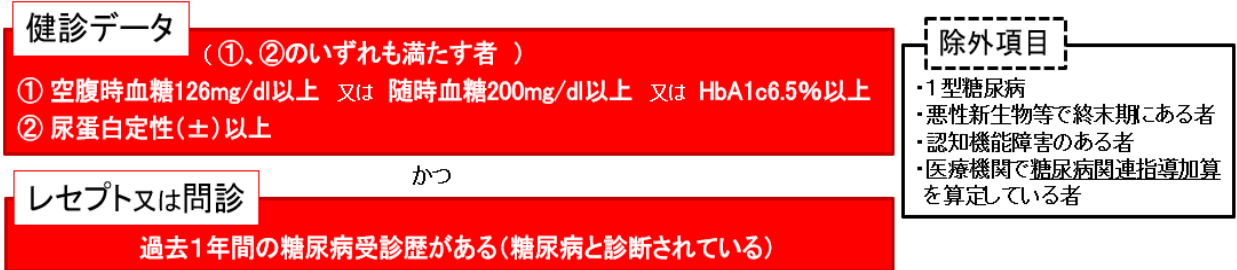 健診データ
（①、②のいずれも満たす者　）
① 空腹時血糖126mg/dl以上　又は　随時血糖200mg/dl以上　又は　HbA1c6.5%以上
② 尿蛋白定性(±)以上
かつ
レセプト又は問診
過去1年間の糖尿病受診歴がある(糖尿病と診断されている)
除外項目
・1型糖尿病
・悪性新生物等で終末期にある者
・認知機能障害のある者
・医療機関で糖尿病関連指導加算
を算定している者